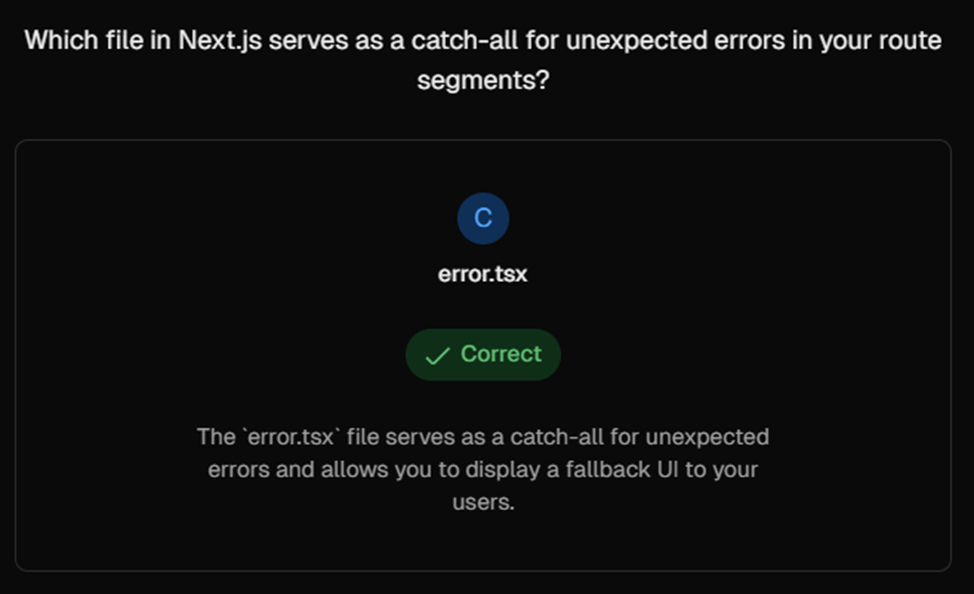 Which file in Next.js serves as a catch-all for unexpected errors in your route
segments?
C
error.tsx
Correct
The `error.tsx` file serves as a catch-all for unexpected
errors and allows you to display a fallback UI to your
users.